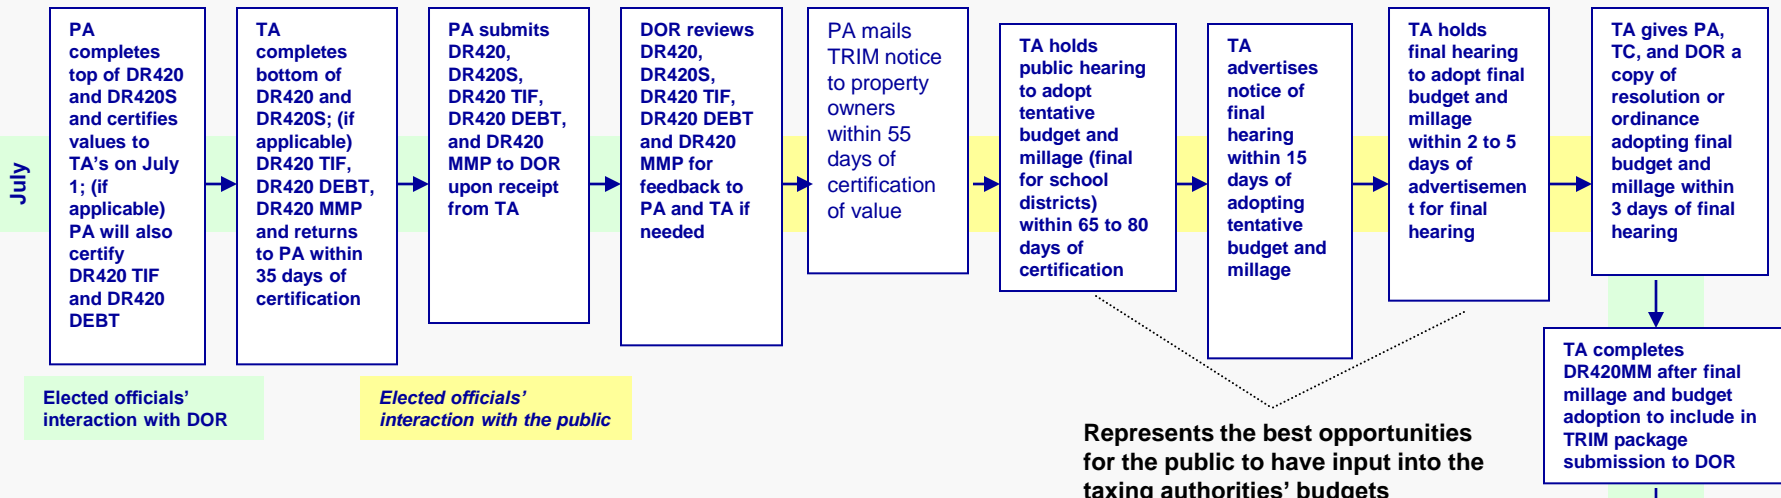 July
PA
completes
top of DR420
and DR420S
and certifies
values to
TA's on July
1; (if
applicable)
PA will also
certify
DR420 TIF
and DR420
DEBT
TA
completes
bottom of
DR420 and
DR420S; (if
applicable)
DR420 TIF,
DR420 DEBT,
DR420 MMP
and returns
to PA within
35 days of
certification
PA submits
DR420,
DR420S,
DR420 TIF,
DR420 DEBT,
and DR420
MMP to DOR
upon receipt
from TA
DOR reviews
DR420,
DR420S,
DR420 TIF,
DR420 DEBT
and DR420
MMP for
feedback to
PA and TA if
needed
PA mails
TRIM notice
to property
owners
within 55
days of
certification
of value
TA holds
public hearing
to adopt
tentative
budget and
millage (final
for school
districts)
within 65 to 80
days of
certification
TA
advertises
notice of
final
hearing
within 15
days of
adopting
tentative
budget and
millage
TA holds
final hearing
to adopt final
budget and
millage
within 2 to 5
days of
advertisemen
t for final
hearing
TA gives PA,
TC, and DOR a
copy of
resolution or
ordinance
adopting final
budget and
millage within
3 days of final
hearing
TA completes
DR420MM after final
millage and budget
adoption to include in
TRIM package
submission to DOR
Elected officials'
interaction with DOR
Elected officials'
interaction with the public
Represents the best opportunities
for the public to have input into the
taxing authorities' budgets